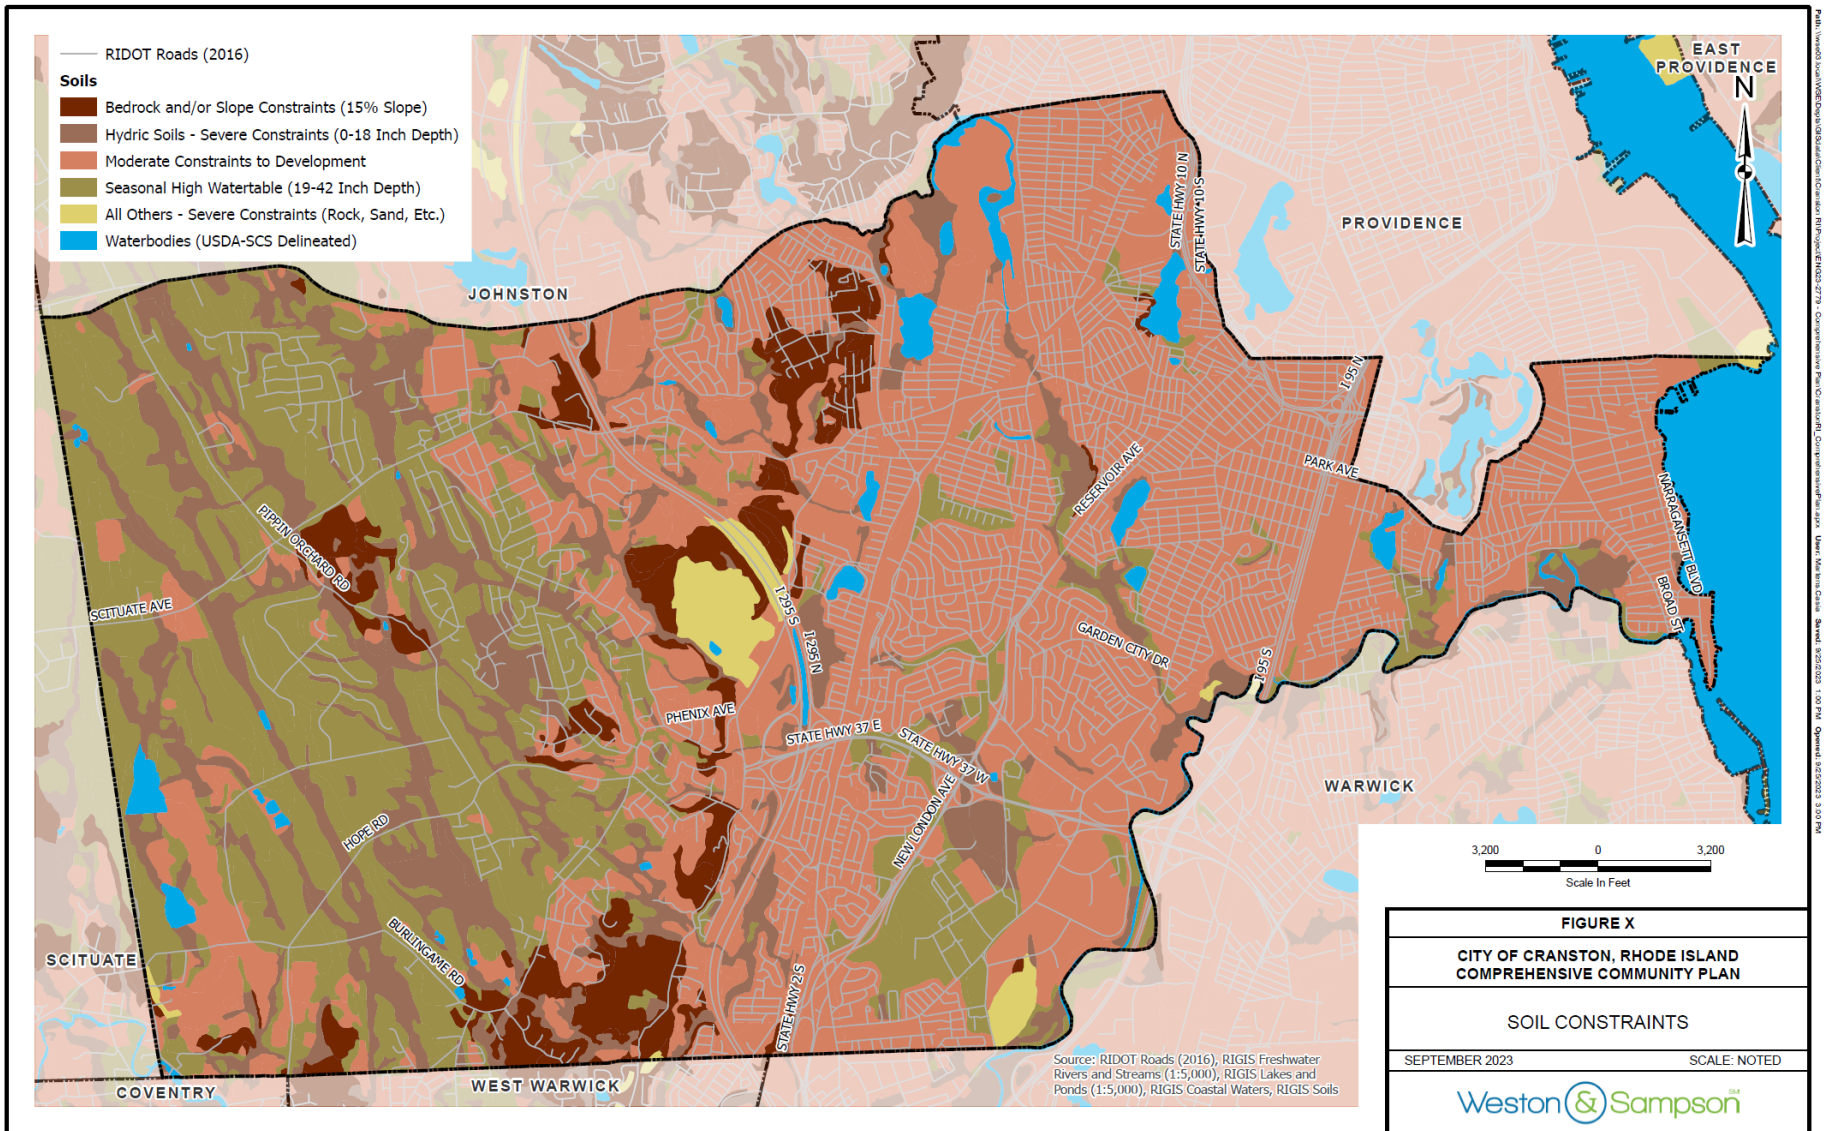 RIDOT Roads (2016)
Soils
Bedrock and/or Slope Constraints (15% Slope)
Hydric Soils - Severe Constraints (0-18 Inch Depth)
Moderate Constraints to Development
Seasonal High Watertable (19-42 Inch Depth)
All Others - Severe Constraints (Rock, Sand, Etc.)
Waterbodies (USDA-SCS Delineated)
EAST
PROVIDENCE
N
PROVIDENCE
JOHNSTON
STATE HWY 10 N
STATE HWY 10 S
I 95 N
PARK AVE
RESERVOIR AVE
NARRAGANSETT BLVD
BROAD ST
PIPPIN ORCHARD RD
SCITUATE AVE
I 295 S
I 295 N
GARDEN CITY DR
I 95 S
PHENIX AVE
STATE HWY 37 E
STATE HWY 37 W
NEW LONDON AVE
WARWICK
HOPE RD
BURLINGAME RD
SCITUATE
STATE HWY 2 S
COVENTRY
WEST WARWICK
3,200 0 3,200
Scale In Feet
Source: RIDOT Roads (2016), RIGIS Freshwater
Rivers and Streams (1:5,000), RIGIS Lakes and
Ponds (1:5,000), RIGIS Coastal Waters, RIGIS Soils
FIGURE X
CITY OF CRANSTON, RHODE ISLAND
COMPREHENSIVE COMMUNITY PLAN
SOIL CONSTRAINTS
SEPTEMBER 2023 SCALE: NOTED
Weston & Sampson